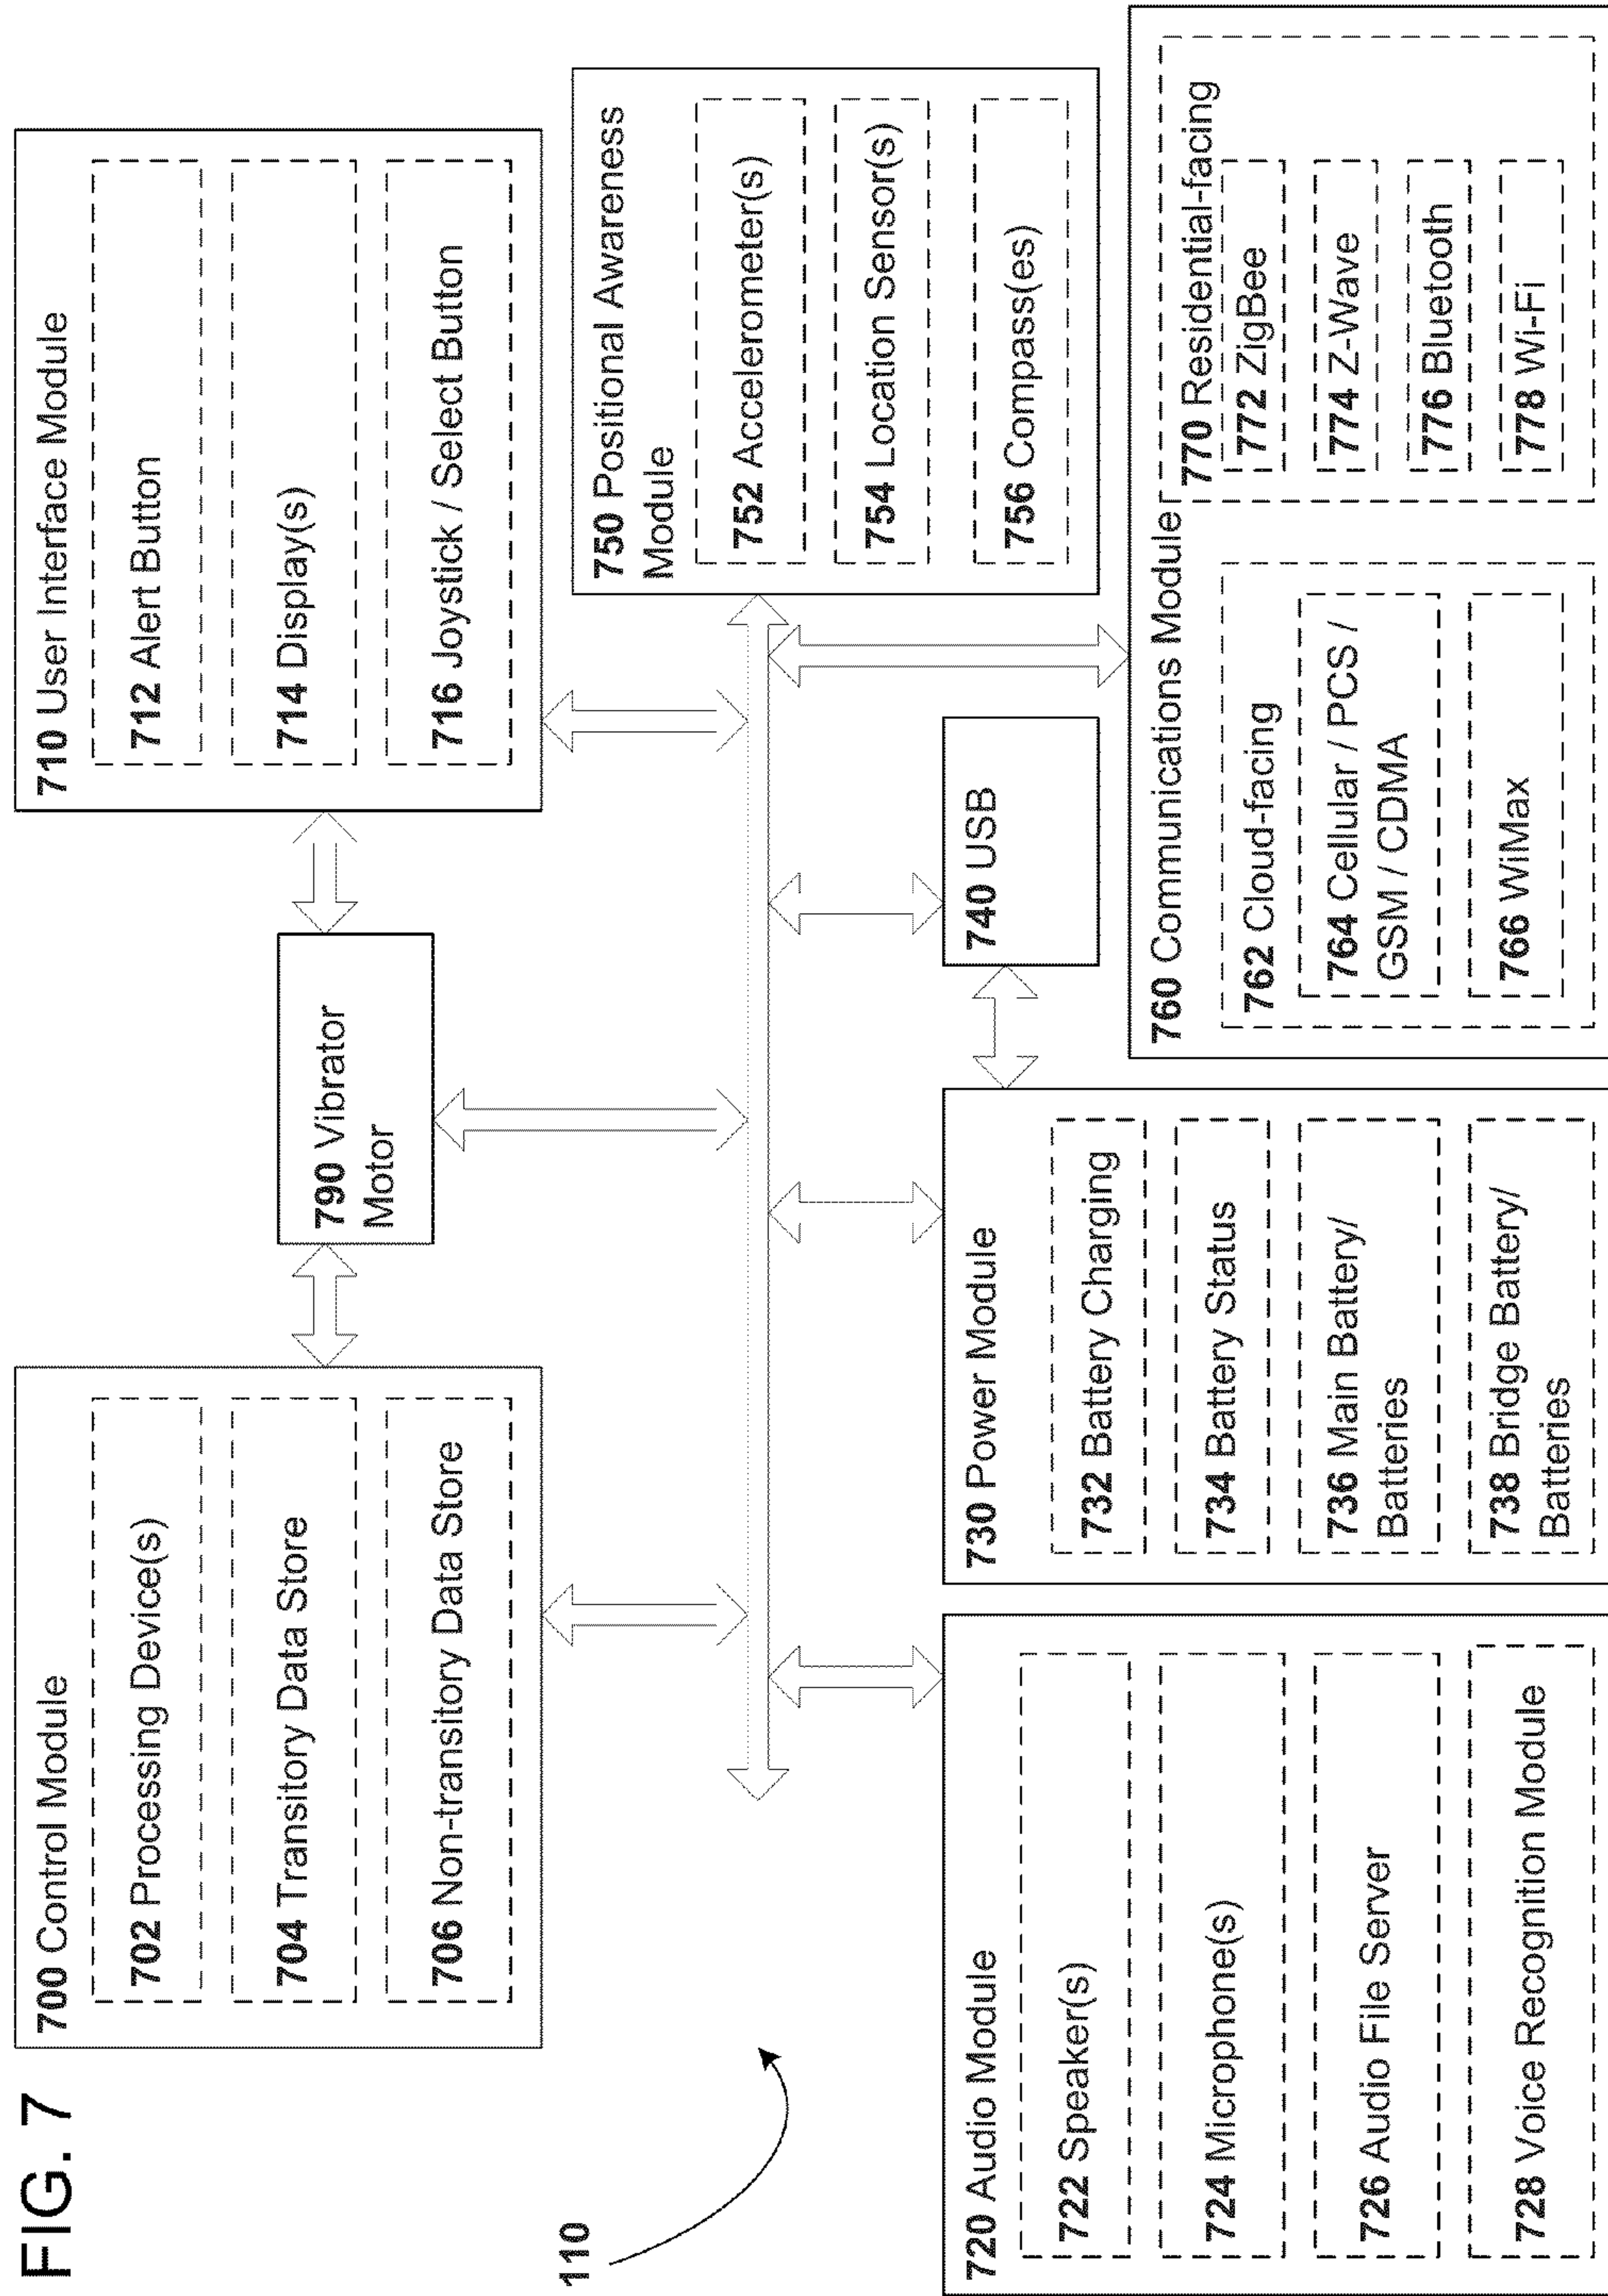 FIG. 7
700 Control Module
702 Processing Device(s)
704 Transitory Data Store
706 Non-transitory Data Store
790 Vibrator
Motor
710 User Interface Module
712 Alert Button
714 Display(s)
716 Joystick / Select Button
110
750 Positional Awareness
Module
752 Accelerometer(s)
754 Location Sensor(s)
756 Compass(es)
720 Audio Module
722 Speaker(s)
724 Microphone(s)
726 Audio File Server
728 Voice Recognition Module
730 Power Module
732 Battery Charging
734 Battery Status
736 Main Battery/
Batteries
738 Bridge Battery/
Batteries
740 USB
760 Communications Module
762 Cloud-facing
764 Cellular / PCS /
GSM / CDMA
766 WiMax
770 Residential-facing
772 ZigBee
774 Z-Wave
776 Bluetooth
778 Wi-Fi